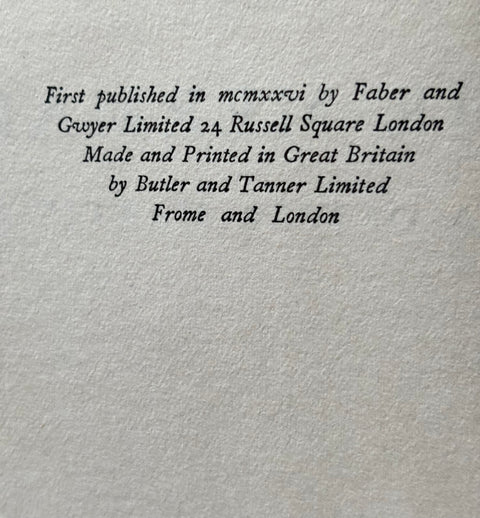 First published in mcmxxvi by Faber and
Gwyer Limited 24 Russell Square London
Made and Printed in Great Britain
by Butler and Tanner Limited
Frome and London